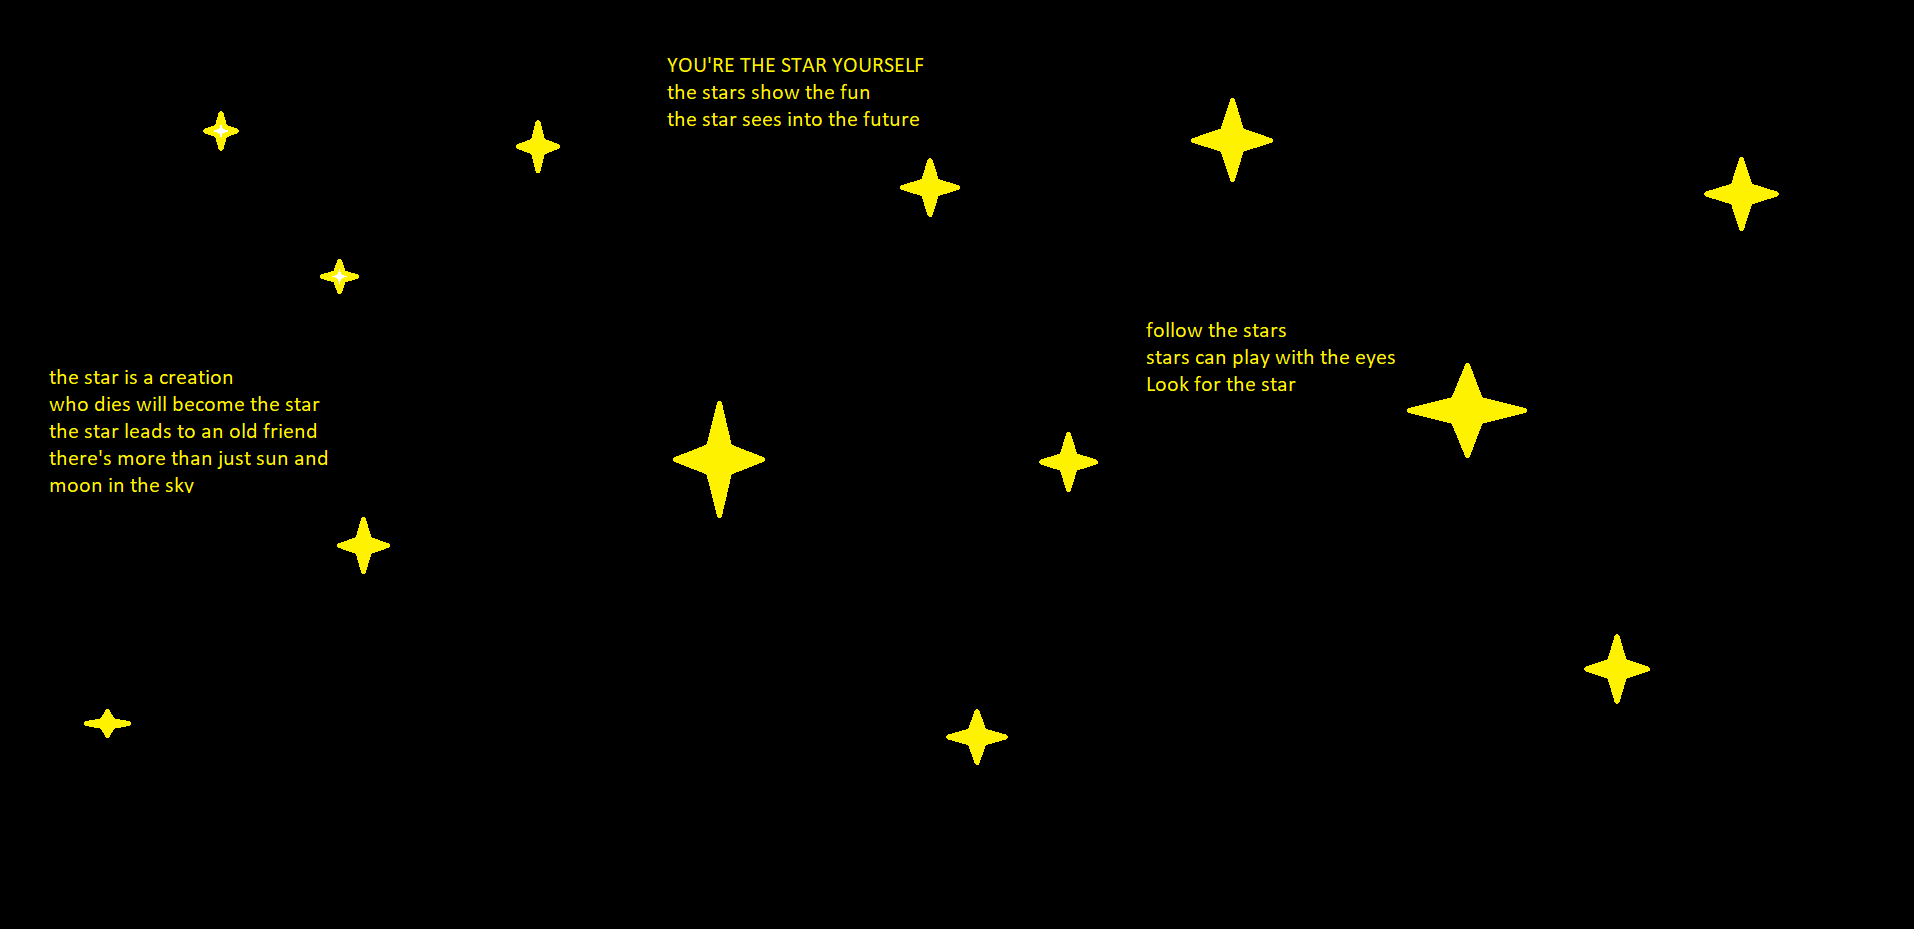 YOU'RE THE STAR YOURSELF
the stars show the fun
the star sees into the future
follow the stars
stars can play with the eyes
Look for the star
the star is a creation
who dies will become the star
the star leads to an old friend
there's more than just sun and
moon in the sky